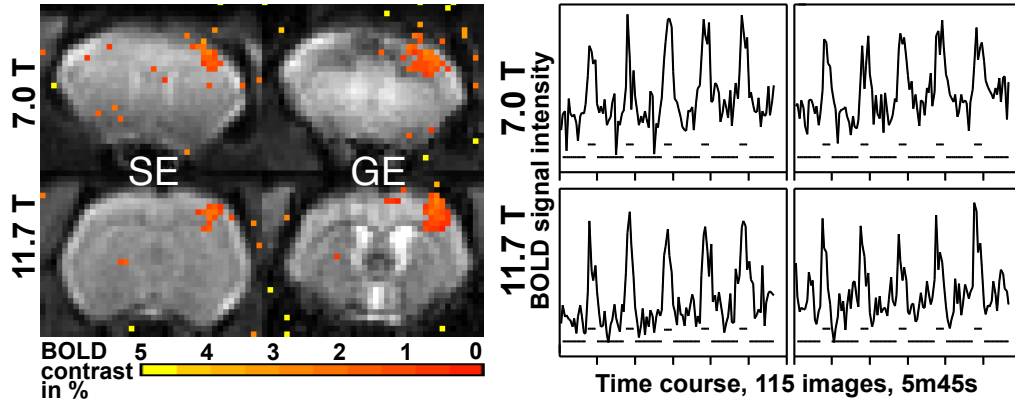 7.0 T
SE
GE
11.7 T
BOLD contrast in %
5 4 3 2 1 0
BOLD signal intensity
7.0 T
11.7 T
Time course, 115 images, 5m45s